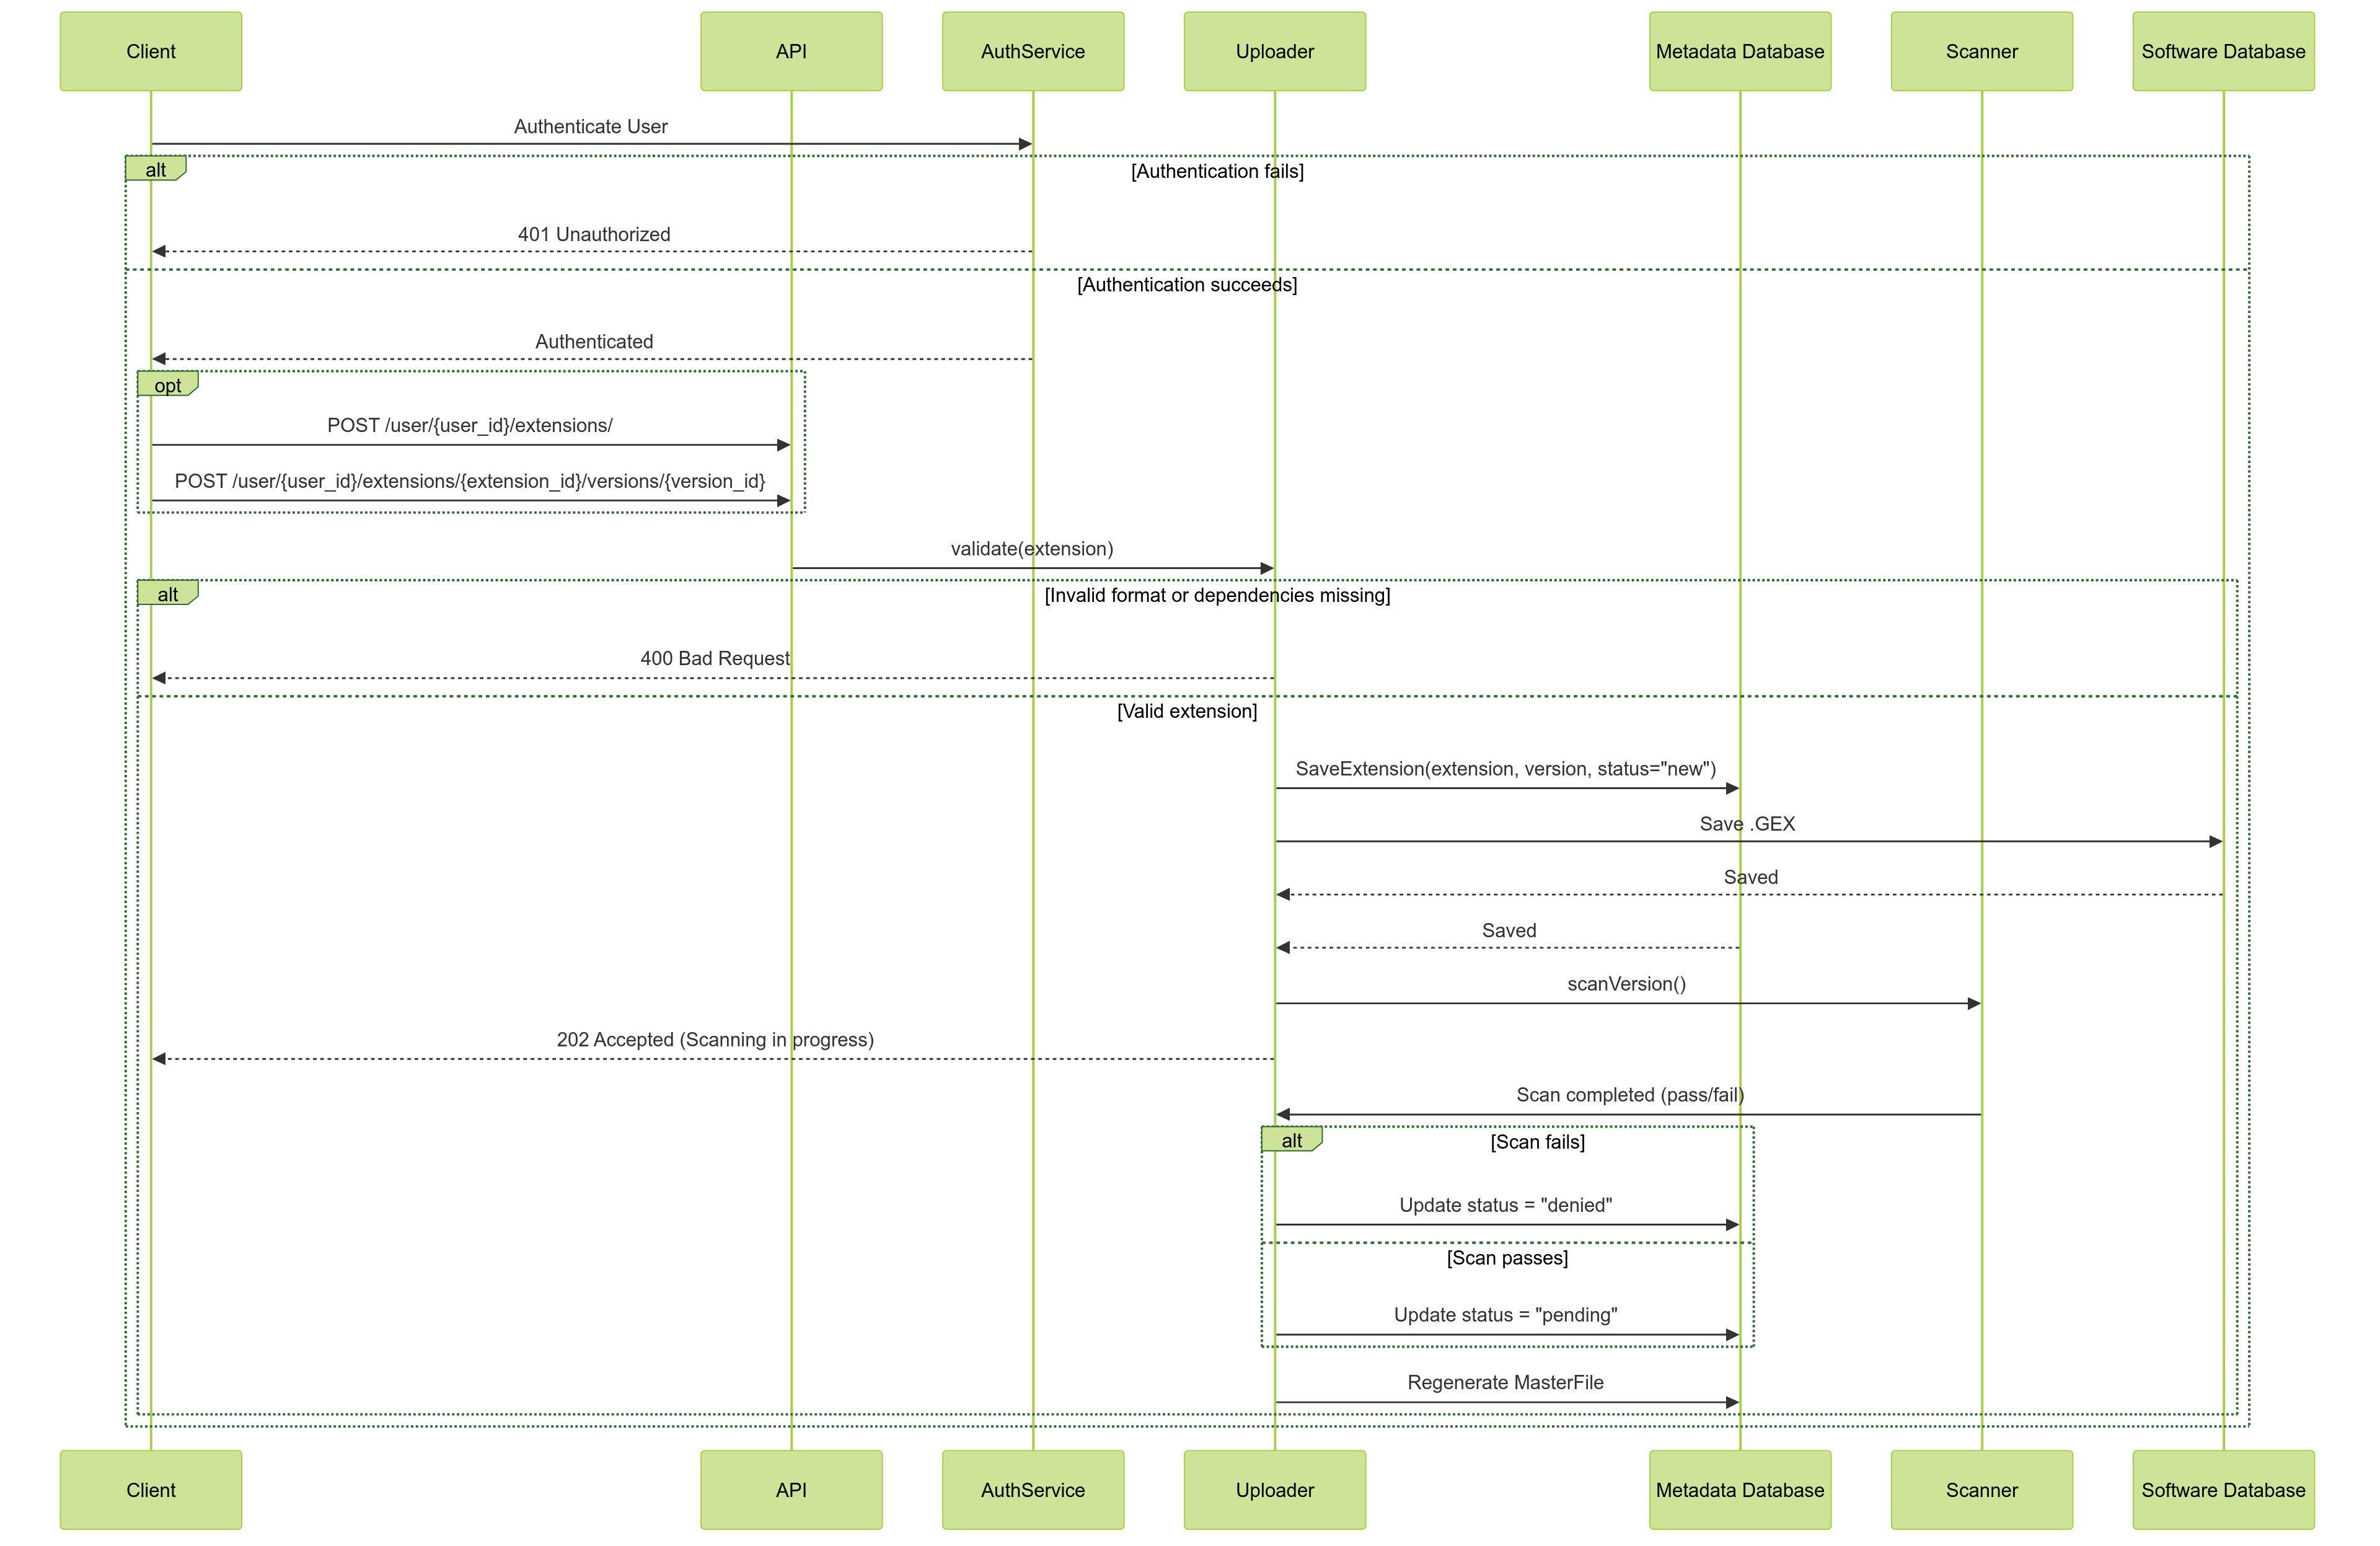 Client
API
AuthService
Uploader
Metadata Database
Scanner
Software Database
Authenticate User
alt
[Authentication fails]
401 Unauthorized
[Authentication succeeds]
Authenticated
opt
POST /user/{user_id}/extensions/
POST /user/{user_id}/extensions/{extension_id}/versions/{version_id}
validate(extension)
alt
[Invalid format or dependencies missing]
400 Bad Request
[Valid extension]
SaveExtension(extension, version, status="new")
Save .GEX
Saved
Saved
scanVersion()
202 Accepted (Scanning in progress)
Scan completed (pass/fail)
alt
[Scan fails]
Update status = "denied"
[Scan passes]
Update status = "pending"
Regenerate MasterFile
Client
API
AuthService
Uploader
Metadata Database
Scanner
Software Database